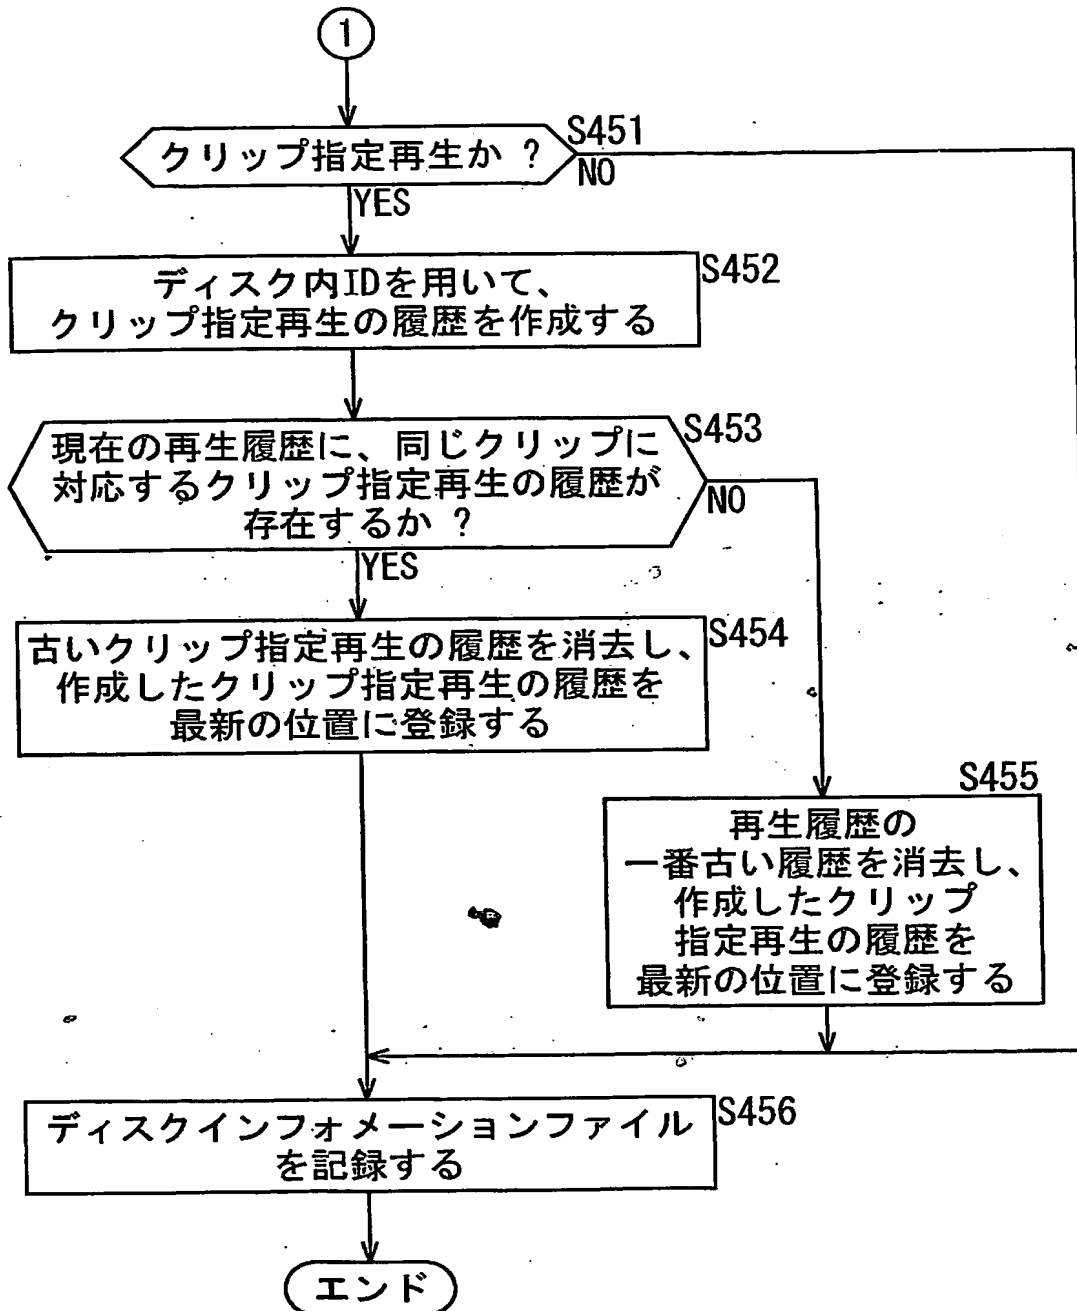 1
クリップ指定再生か ?
S451
NO
YES
ディスク内IDを用いて、
クリップ指定再生の履歴を作成する
S452
現在の再生履歴に、同じクリップに
対応するクリップ指定再生の履歴が
存在するか ?
S453
NO
YES
古いクリップ指定再生の履歴を消去し、
作成したクリップ指定再生の履歴を
最新の位置に登録する
S454
S455
再生履歴の
一番古い履歴を消去し、
作成したクリップ
指定再生の履歴を
最新の位置に登録する
ディスクインフォメーションファイル
を記録する
S456
エンド